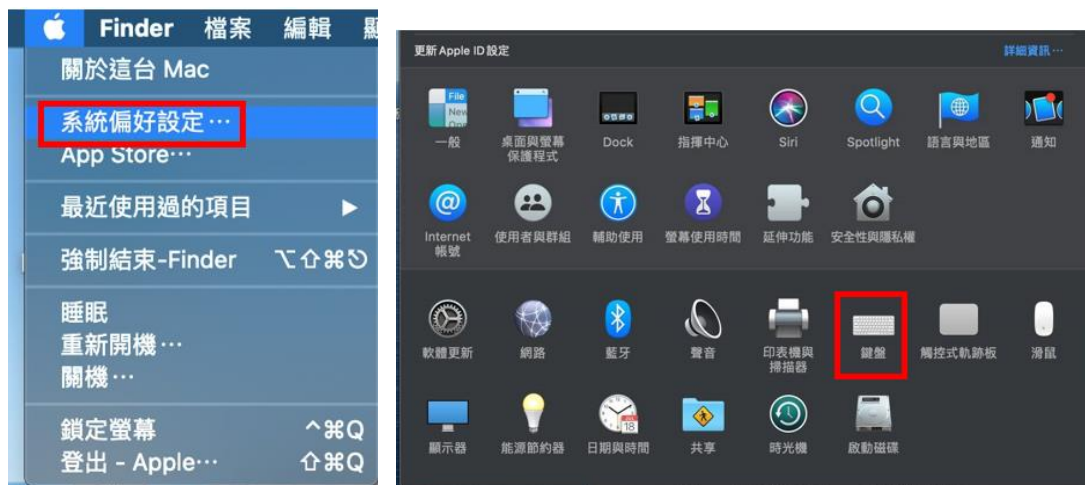 Finder 檔案 編輯
關於這台 Mac
系統偏好設定…
App Store…
最近使用過的項目 ▶
強制結束-Finder ⌥⇧⌘⎋
睡眠
重新開機…
關機…
鎖定螢幕 ^⌘Q
登出 - Apple… ⇧⌘Q
更新 Apple ID 設定 詳細資訊…
File
New
一般 桌面與螢幕保護程式 Dock 指揮中心 Siri Spotlight 語言與地區 通知
Internet 帳號 使用者與群組 輔助使用 螢幕使用時間 延伸功能 安全性與隱私權
軟體更新 網路 藍牙 聲音 印表機與掃描器 鍵盤 觸控式軌跡板 滑鼠
JUL
18
顯示器 能源節約器 日期與時間 共享 時光機 啟動磁碟